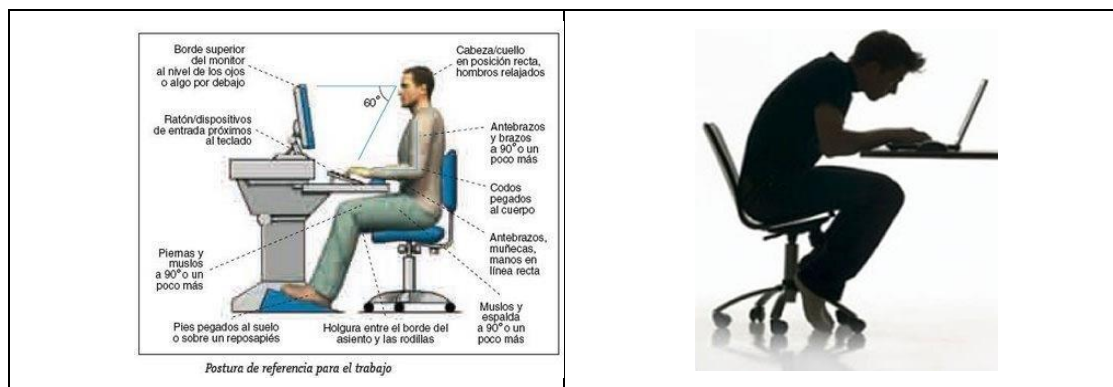 Borde superior
del monitor
al nivel de los ojos
o algo por debajo
Cabeza/cuello
en posición recta,
hombros relajados
60°
Ratón/dispositivos
de entrada próximos
al teclado
Antebrazos
y brazos
a 90° o un
poco más
Codos
pegados
al cuerpo
Antebrazos,
muñecas,
manos en
línea recta
Piernas y
muslos
a 90° o un
poco más
Muslos y
espalda
a 90° o un
poco más
Pies pegados al suelo
o sobre un reposapiés
Holgura entre el borde del
asiento y las rodillas
Postura de referencia para el trabajo